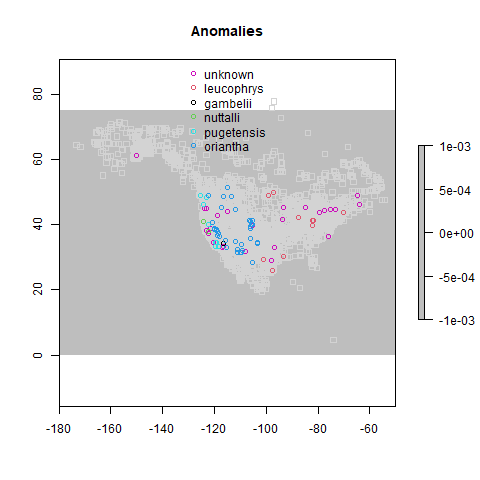 Anomalies
unknown
leucophrys
gambelii
nuttalli
pugetensis
oriantha
80
60
40
20
0
1e-03
5e-04
0e+00
-5e-04
-1e-03
-180 -160 -140 -120 -100 -80 -60